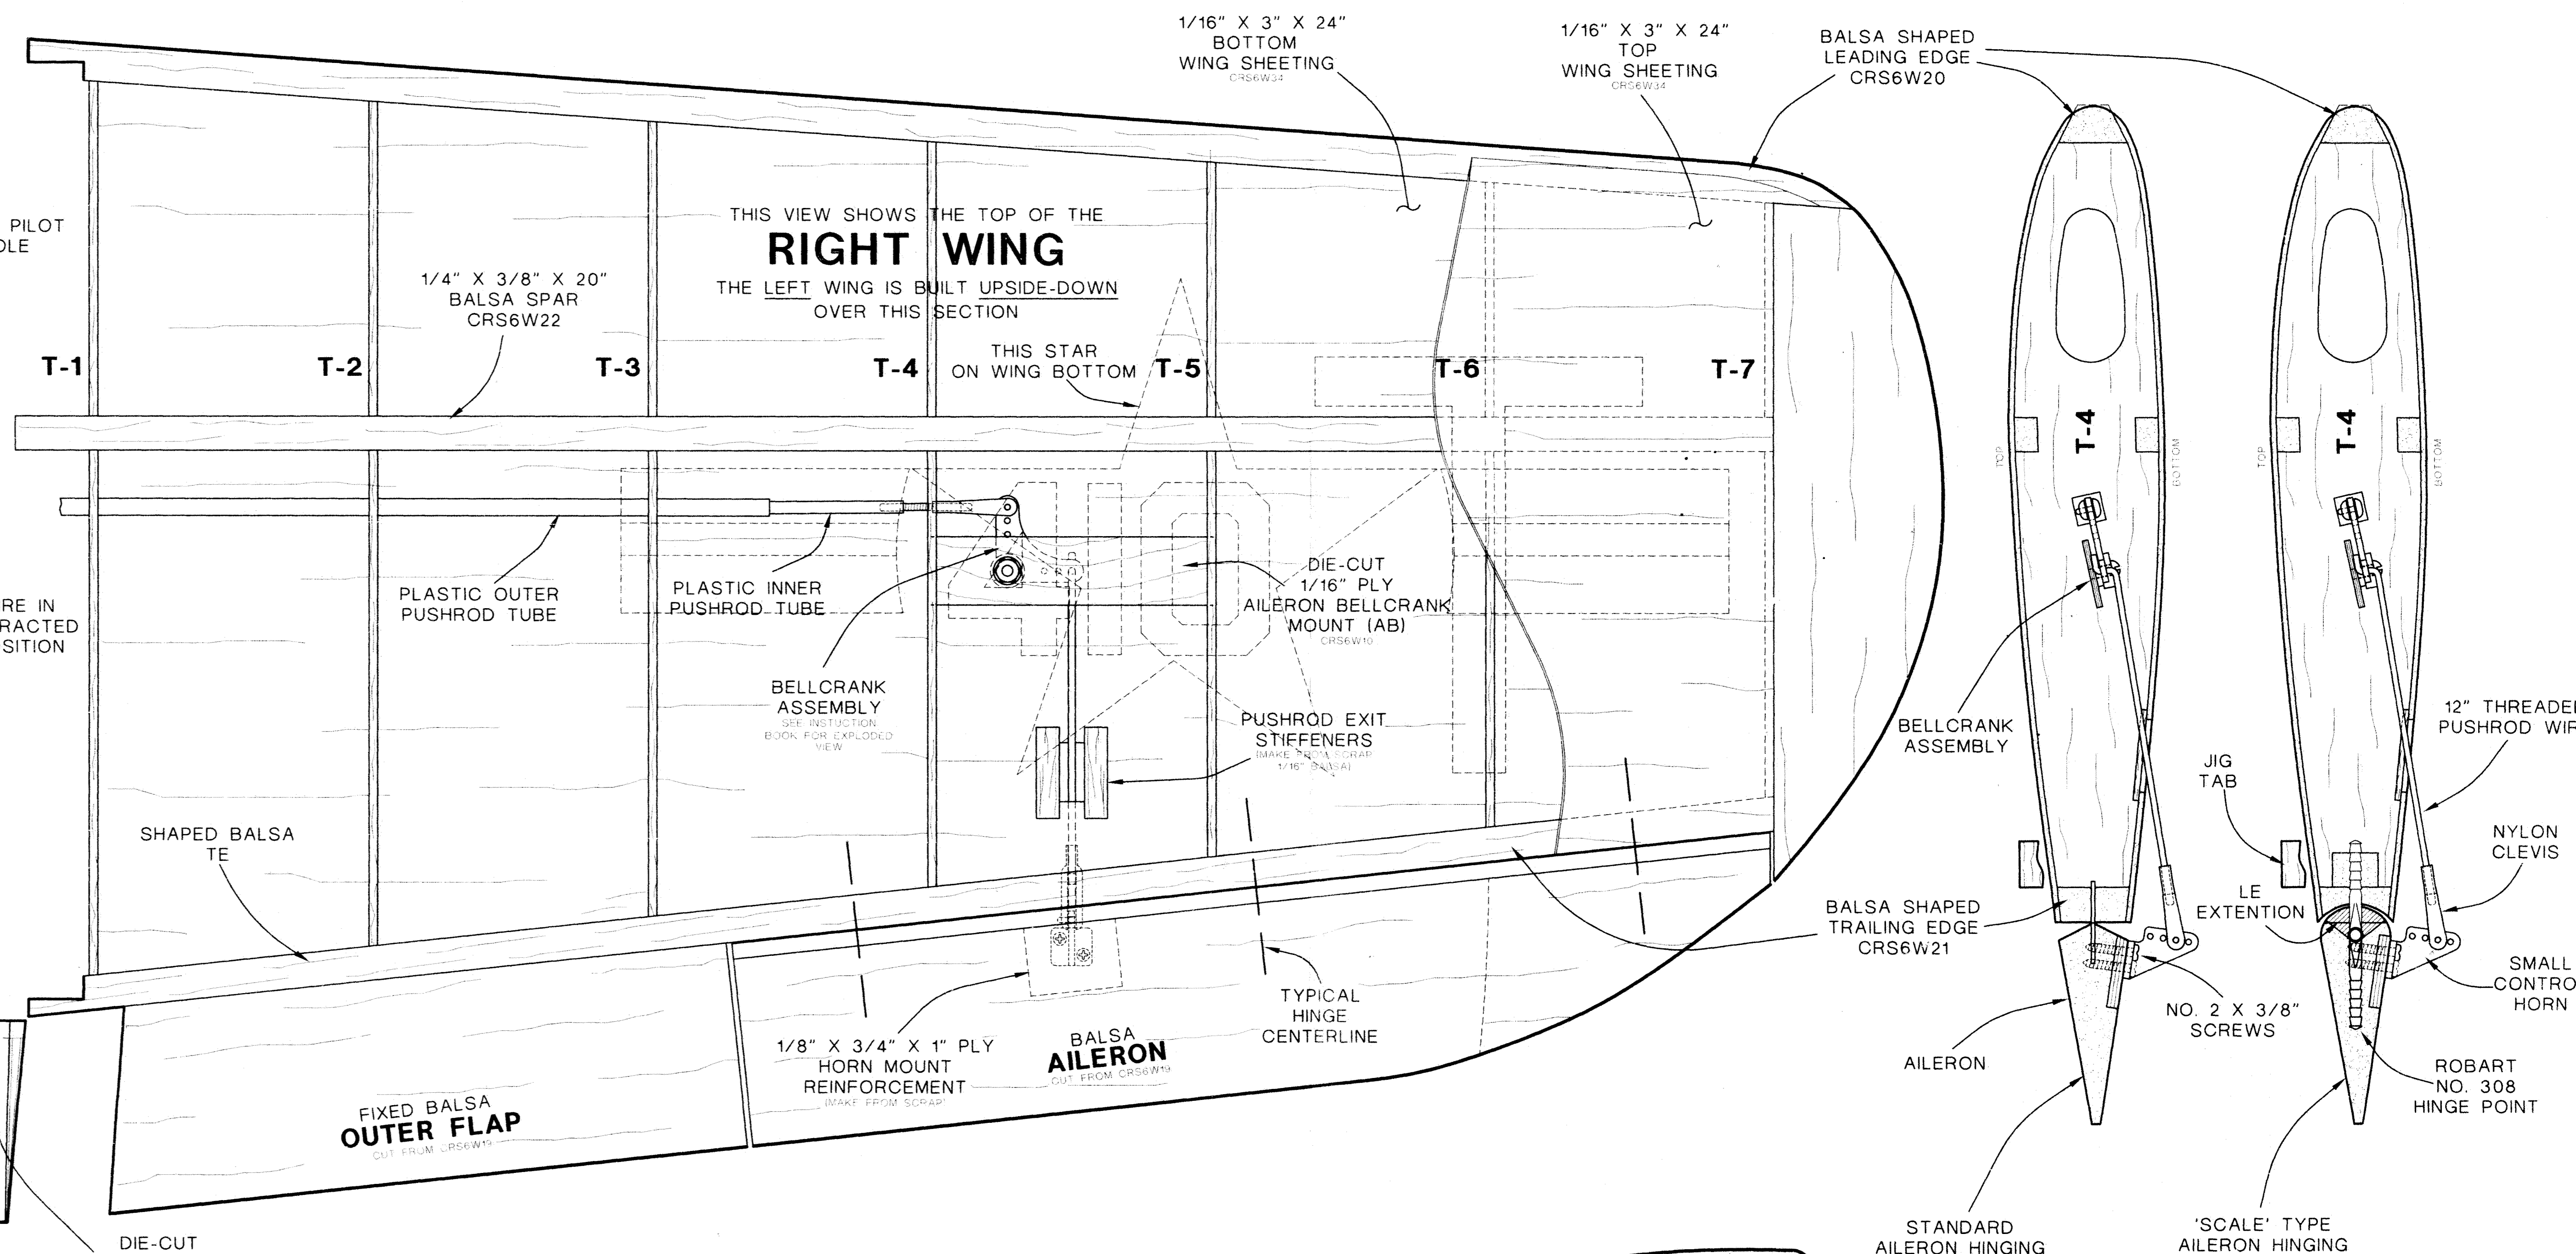 1/16" X 3" X 24"
BOTTOM
WING SHEETING
CRS6W34
1/16" X 3" X 24"
TOP
WING SHEETING
CRS6W34
BALSA SHAPED
LEADING EDGE
CRS6W20
PILOT
THIS VIEW SHOWS THE TOP OF THE
RIGHT WING
THE LEFT WING IS BUILT UPSIDE-DOWN
OVER THIS SECTION
1/4" X 3/8" X 20"
BALSA SPAR
CRS6W22
THIS STAR
ON WING BOTTOM
T-1
T-2
T-3
T-4
T-5
T-6
T-7
T-4
TOP
BOTTOM
T-4
TOP
BOTTOM
PLASTIC OUTER
PUSHROD TUBE
PLASTIC INNER
PUSHROD TUBE
DIE-CUT
1/16" PLY
AILERON BELLCRANK
MOUNT (AB)
CRS6W10
RE IN
RACTED
SITION
BELLCRANK
ASSEMBLY
SEE INSTUCTION
BOOK FOR EXPLODED
VIEW
PUSHROD EXIT
STIFFENERS
(MAKE FROM SCRAP
1/16" BALSA)
BELLCRANK
ASSEMBLY
12" THREADE
PUSHROD WIR
JIG
TAB
NYLON
CLEVIS
SHAPED BALSA
TE
BALSA SHAPED
TRAILING EDGE
CRS6W21
LE
EXTENTION
SMALL
CONTRO
HORN
TYPICAL
HINGE
CENTERLINE
NO. 2 X 3/8"
SCREWS
1/8" X 3/4" X 1" PLY
HORN MOUNT
REINFORCEMENT
(MAKE FROM SCRAP)
BALSA
AILERON
CUT FROM CRS6W19
AILERON
ROBART
NO. 308
HINGE POINT
FIXED BALSA
OUTER FLAP
CUT FROM CRS6W19
STANDARD
AILERON HINGING
'SCALE' TYPE
AILERON HINGING
DIE-CUT